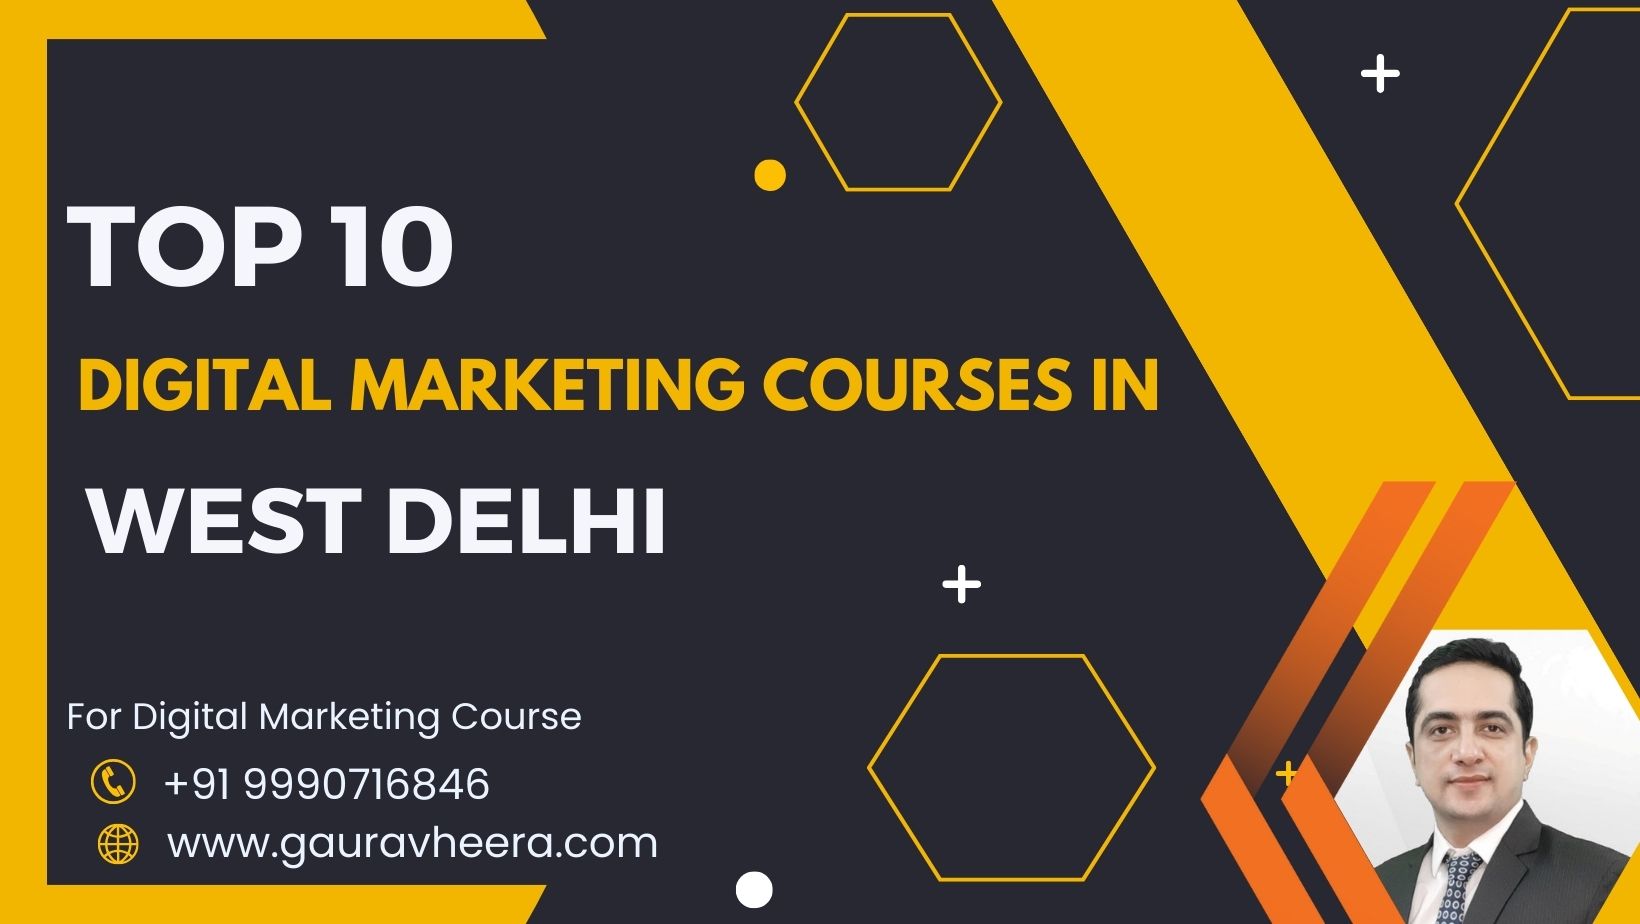 TOP 10
DIGITAL MARKETING COURSES IN
WEST DELHI
For Digital Marketing Course
+91 9990716846
www.gauravheera.com